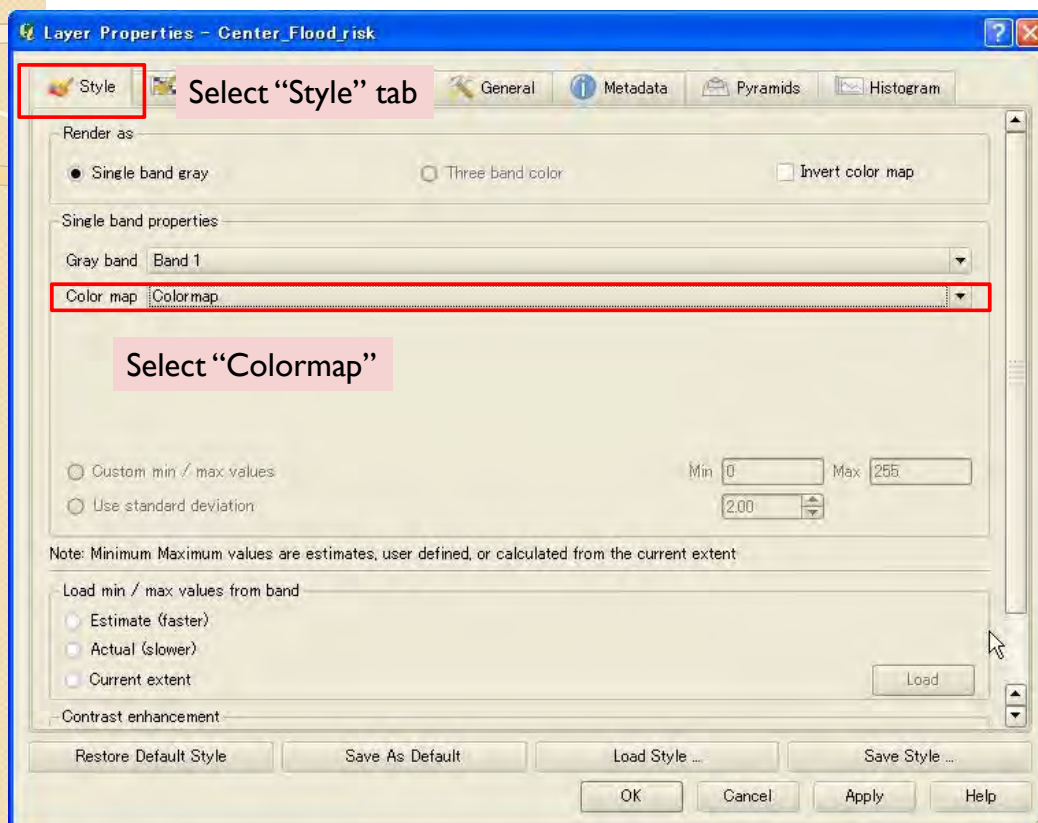 Layer Properties - Center_Flood_risk
Style
Select “Style” tab
General
Metadata
Pyramids
Histogram
Render as
Single band gray
Three band color
Invert color map
Single band properties
Gray band Band 1
Color map Colormap
Select “Colormap”
Custom min / max values
Min 0
Max 255
Use standard deviation
2.00
Note: Minimum Maximum values are estimates, user defined, or calculated from the current extent
Load min / max values from band
Estimate (faster)
Actual (slower)
Current extent
Load
Contrast enhancement
Restore Default Style
Save As Default
Load Style ...
Save Style ...
OK
Cancel
Apply
Help